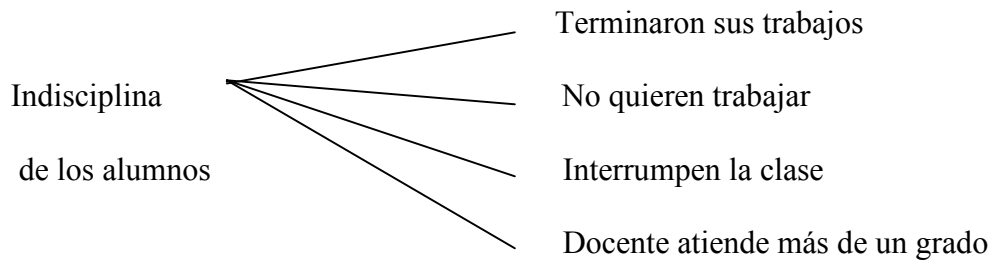 Terminaron sus trabajos
Indisciplina
No quieren trabajar
de los alumnos
Interrumpen la clase
Docente atiende más de un grado